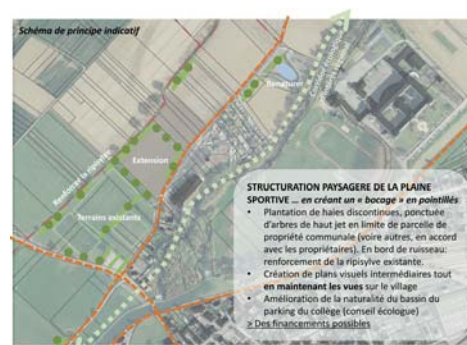 Schéma de principe indicatif
Renaturer
Corridor écologique
Renforcer la ripisylve
Extension
Terrains existants
STRUCTURATION PAYSAGERE DE LA PLAINE
SPORTIVE ... en créant un « bocage » en pointillés
• Plantation de haies discontinues, ponctuée
d'arbres de haut jet en limite de parcelle de
propriété communale (voire autres, en accord
avec les propriétaires). En bord de ruisseau:
renforcement de la ripisylve existante.
• Création de plans visuels intermédiaires tout
en maintenant les vues sur le village
• Amélioration de la naturalité du bassin du
parking du collège (conseil écologue)
> Des financements possibles